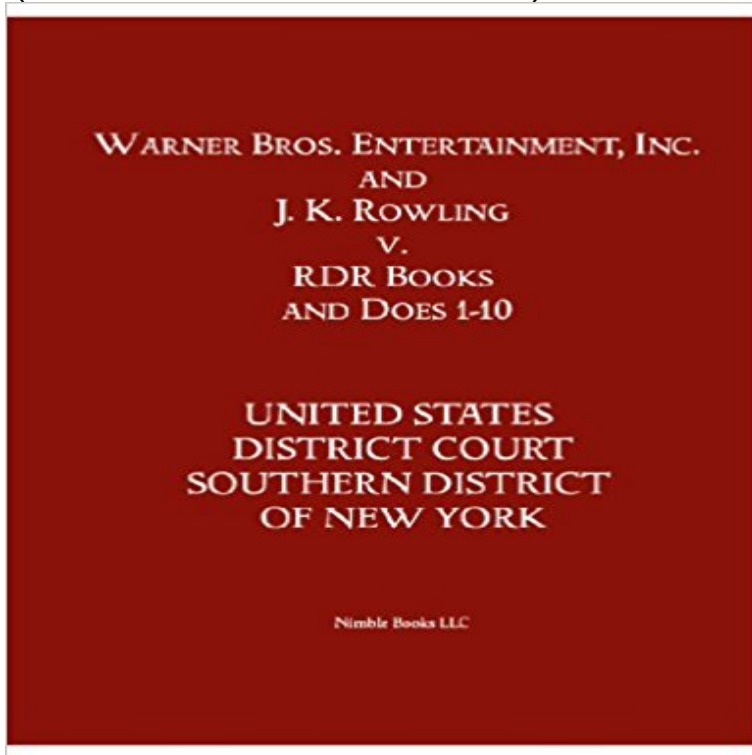 WARNER BROS. ENTERTAINMENT, INC.
AND
J. K. ROWLING
V.
RDR BOOKS
AND DOES 1-10
UNITED STATES
DISTRICT COURT
SOUTHERN DISTRICT
OF NEW YORK
Nimble Books LLC